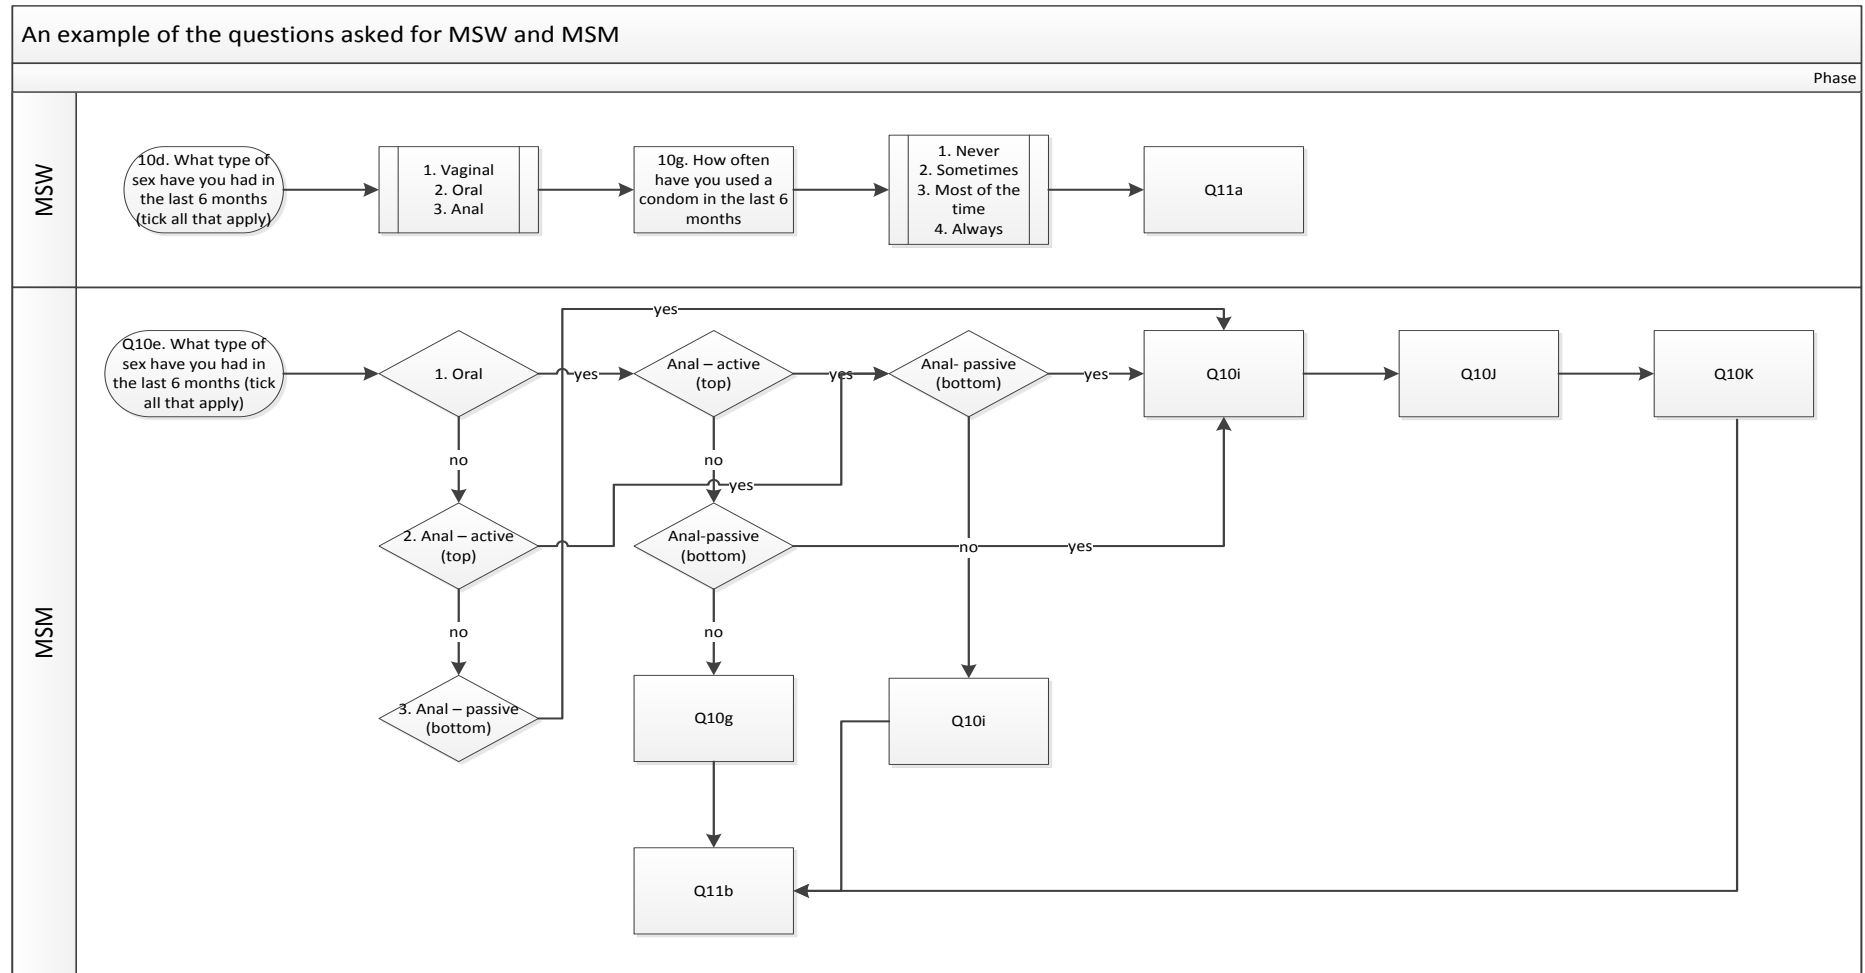 An example of the questions asked for MSW and MSM
Phase
MSW
10d. What type of
sex have you had in
the last 6 months
(tick all that apply)
1. Vaginal
2. Oral
3. Anal
10g. How often
have you used a
condom in the last 6
months
1. Never
2. Sometimes
3. Most of the
time
4. Always
Q11a
MSM
yes
Q10e. What type of
sex have you had in
the last 6 months (tick
all that apply)
1. Oral
yes
Anal – active
(top)
yes
Anal- passive
(bottom)
yes
Q10i
Q10J
Q10K
no
no
yes
2. Anal – active
(top)
Anal-passive
(bottom)
no
yes
no
no
3. Anal – passive
(bottom)
Q10g
Q10i
Q11b